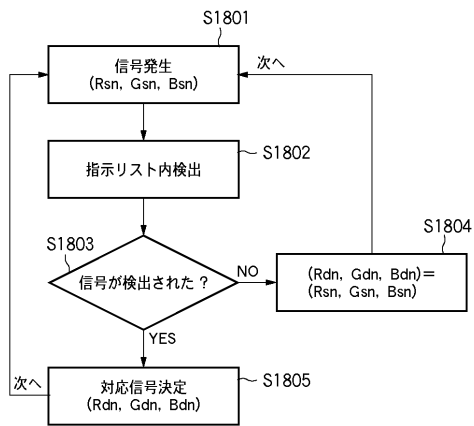 S1801
信号発生
(Rsn, Gsn, Bsn)
次へ
指示リスト内検出
S1802
S1803
信号が検出された?
NO
S1804
(Rdn, Gdn, Bdn)=
(Rsn, Gsn, Bsn)
YES
次へ
対応信号決定
(Rdn, Gdn, Bdn)
S1805